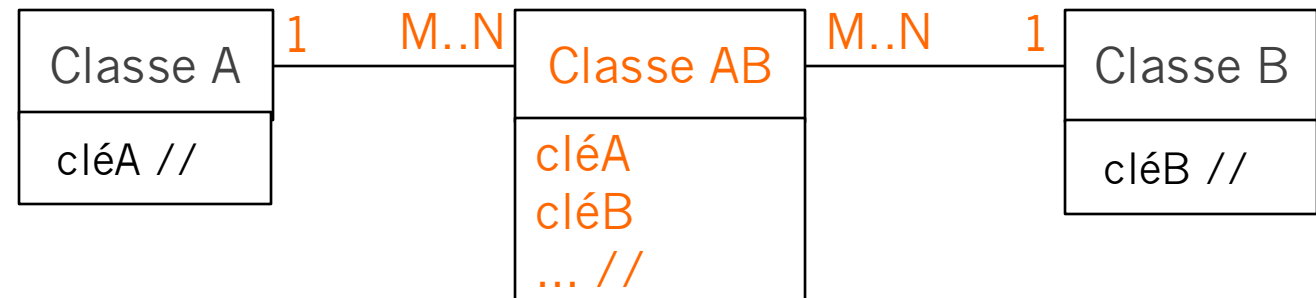 Classe A
1 M..N
Classe AB
M..N 1
Classe B
cléA //
cléA
cléB
... //
cléB //